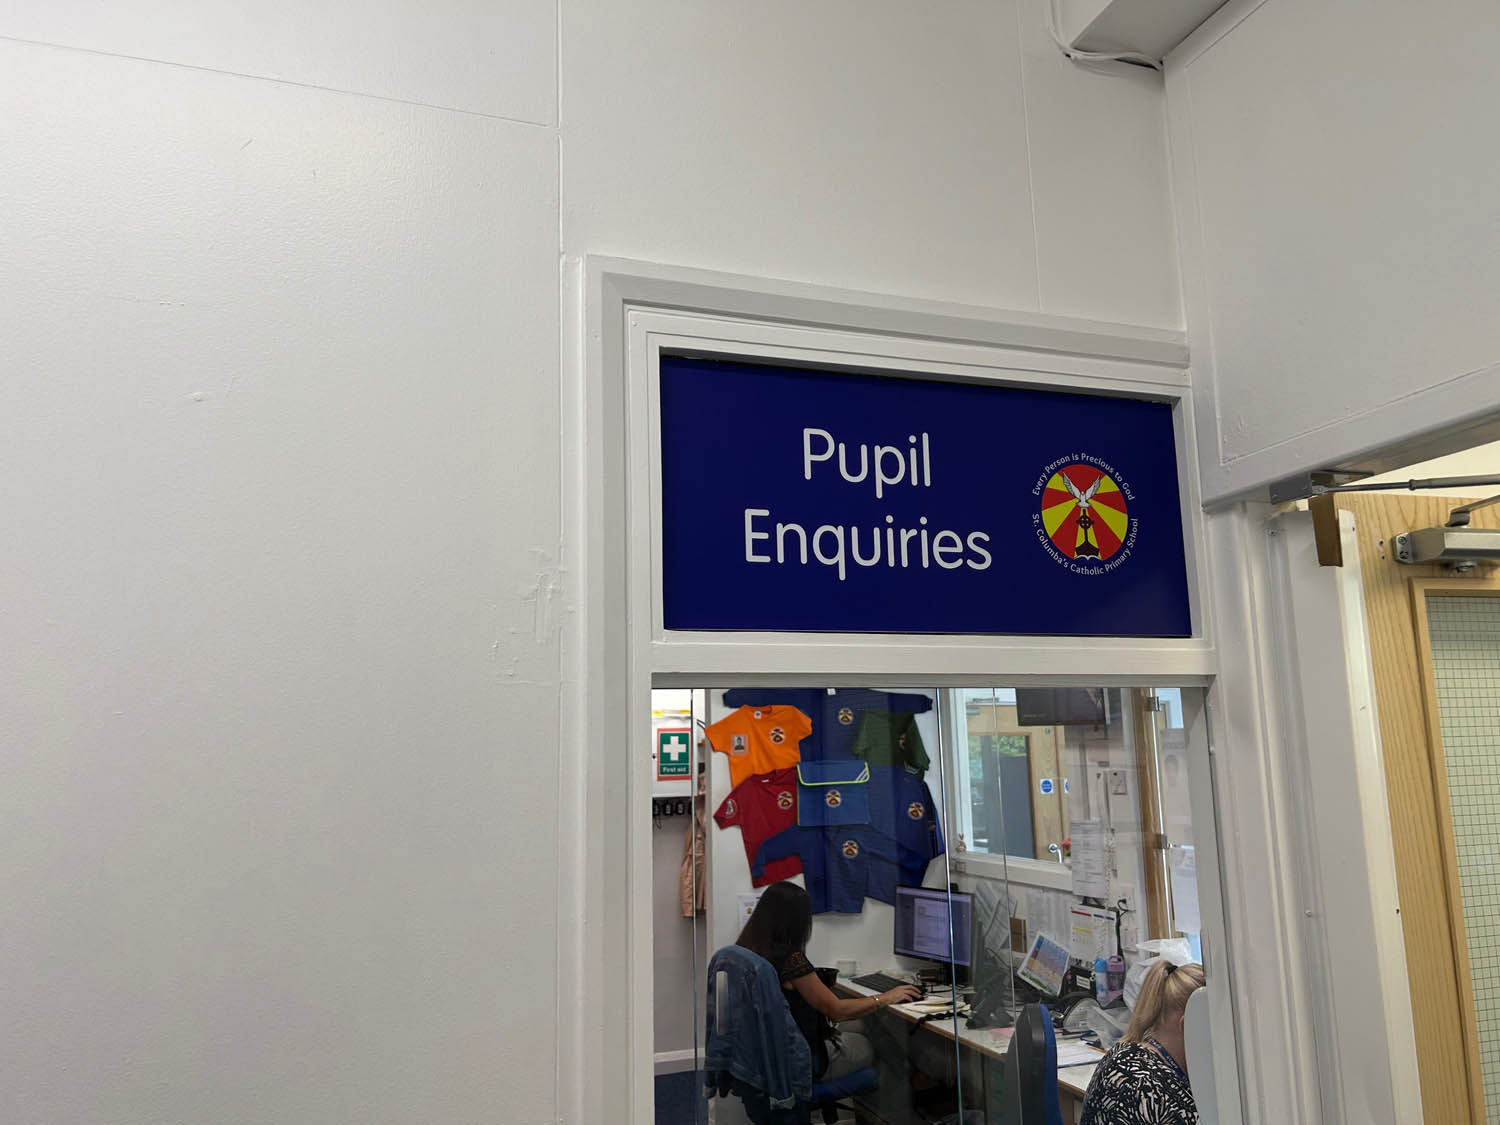 Pupil
Enquiries
Every Person is Precious to God
St. Columba's Catholic Primary School
First aid